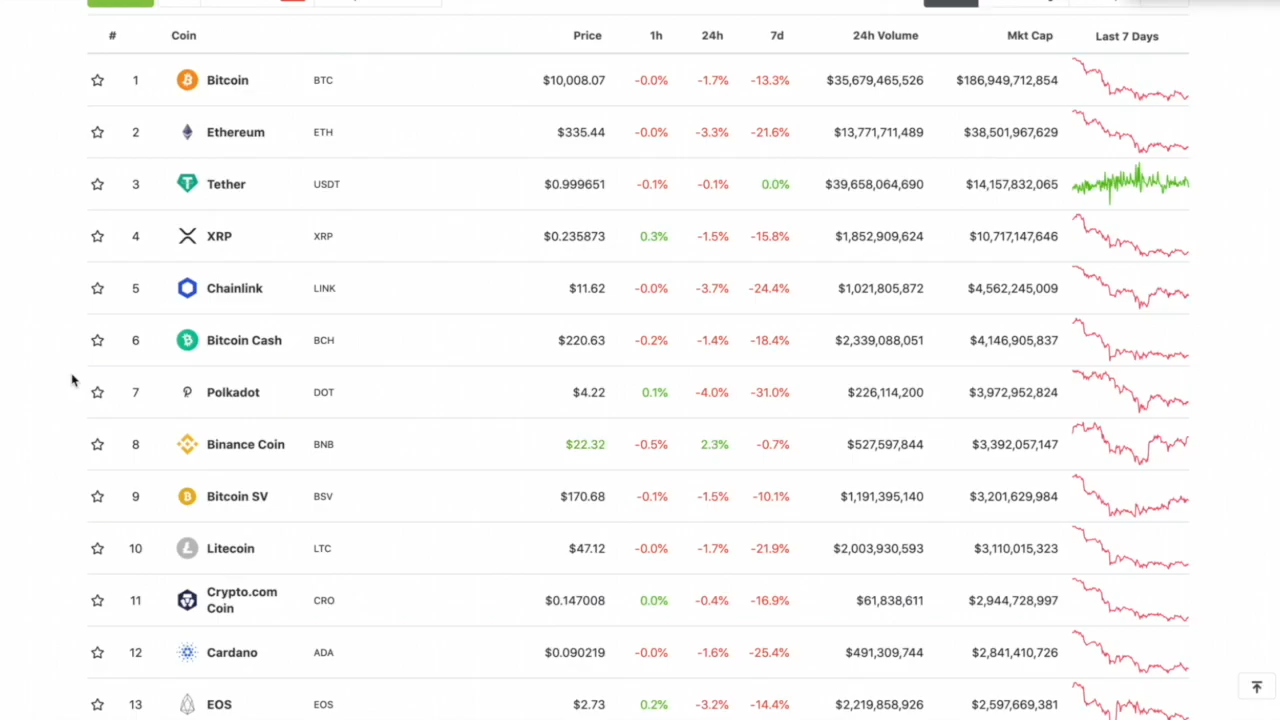 # Coin Price 1h 24h 7d 24h Volume Mkt Cap Last 7 Days
1 Bitcoin BTC $10,008.07 -0.0% -1.7% -13.3% $35,679,465,526 $186,949,712,854
2 Ethereum ETH $335.44 -0.0% -3.3% -21.6% $13,771,711,489 $38,501,967,629
3 Tether USDT $0.999651 -0.1% -0.1% 0.0% $39,658,064,690 $14,157,832,065
4 XRP XRP $0.235873 0.3% -1.5% -15.8% $1,852,909,624 $10,717,147,646
5 Chainlink LINK $11.62 -0.0% -3.7% -24.4% $1,021,805,872 $4,562,245,009
6 Bitcoin Cash BCH $220.63 -0.2% -1.4% -18.4% $2,339,088,051 $4,146,905,837
7 Polkadot DOT $4.22 0.1% -4.0% -31.0% $226,114,200 $3,972,952,824
8 Binance Coin BNB $22.32 -0.5% 2.3% -0.7% $527,597,844 $3,392,057,147
9 Bitcoin SV BSV $170.68 -0.1% -1.5% -10.1% $1,191,395,140 $3,201,629,984
10 Litecoin LTC $47.12 -0.0% -1.7% -21.9% $2,003,930,593 $3,110,015,323
11 Crypto.com Coin CRO $0.147008 0.0% -0.4% -16.9% $61,838,611 $2,944,728,997
12 Cardano ADA $0.090219 -0.0% -1.6% -25.4% $491,309,744 $2,841,410,726
13 EOS EOS $2.73 0.2% -3.2% -14.4% $2,219,858,926 $2,597,669,381